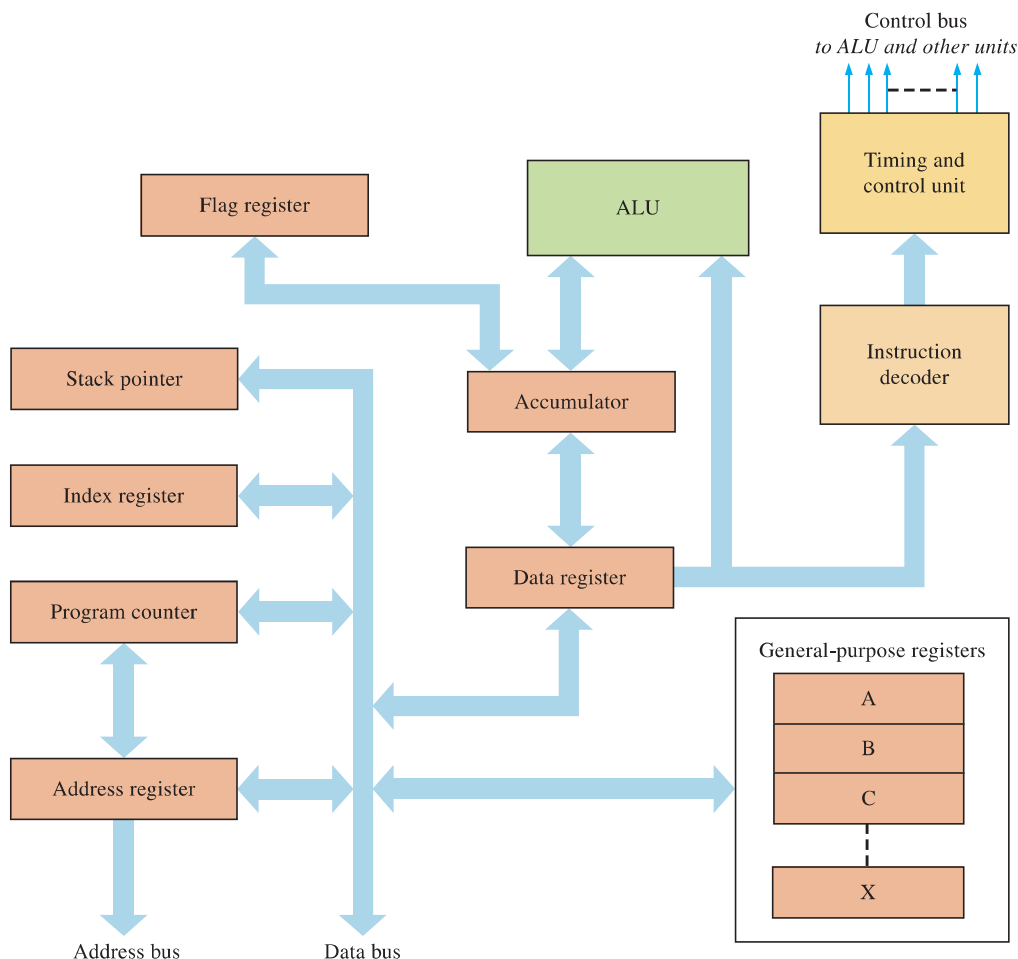 Control bus
to ALU and other units
Timing and
control unit
Flag register
ALU
Stack pointer
Accumulator
Instruction
decoder
Index register
Data register
Program counter
General-purpose registers
A
B
C
X
Address register
Address bus
Data bus